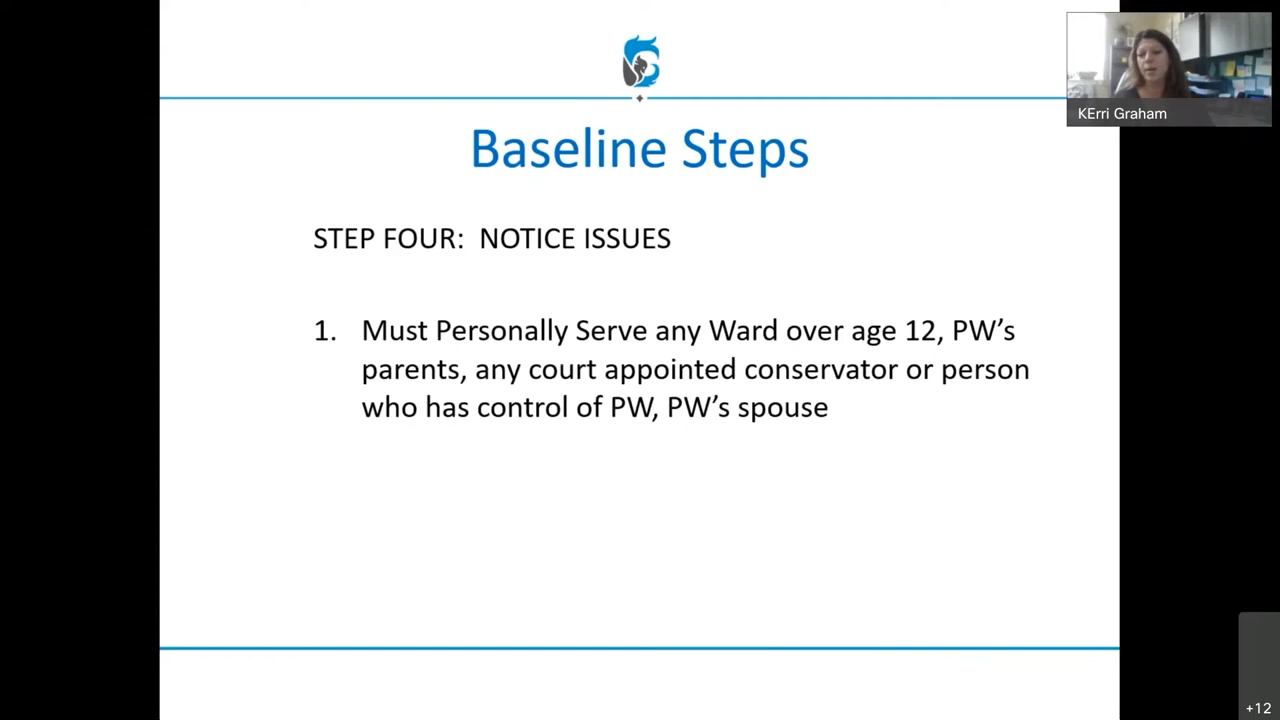 KErri Graham
Baseline Steps
STEP FOUR: NOTICE ISSUES
1. Must Personally Serve any Ward over age 12, PW’s
parents, any court appointed conservator or person
who has control of PW, PW’s spouse
+12